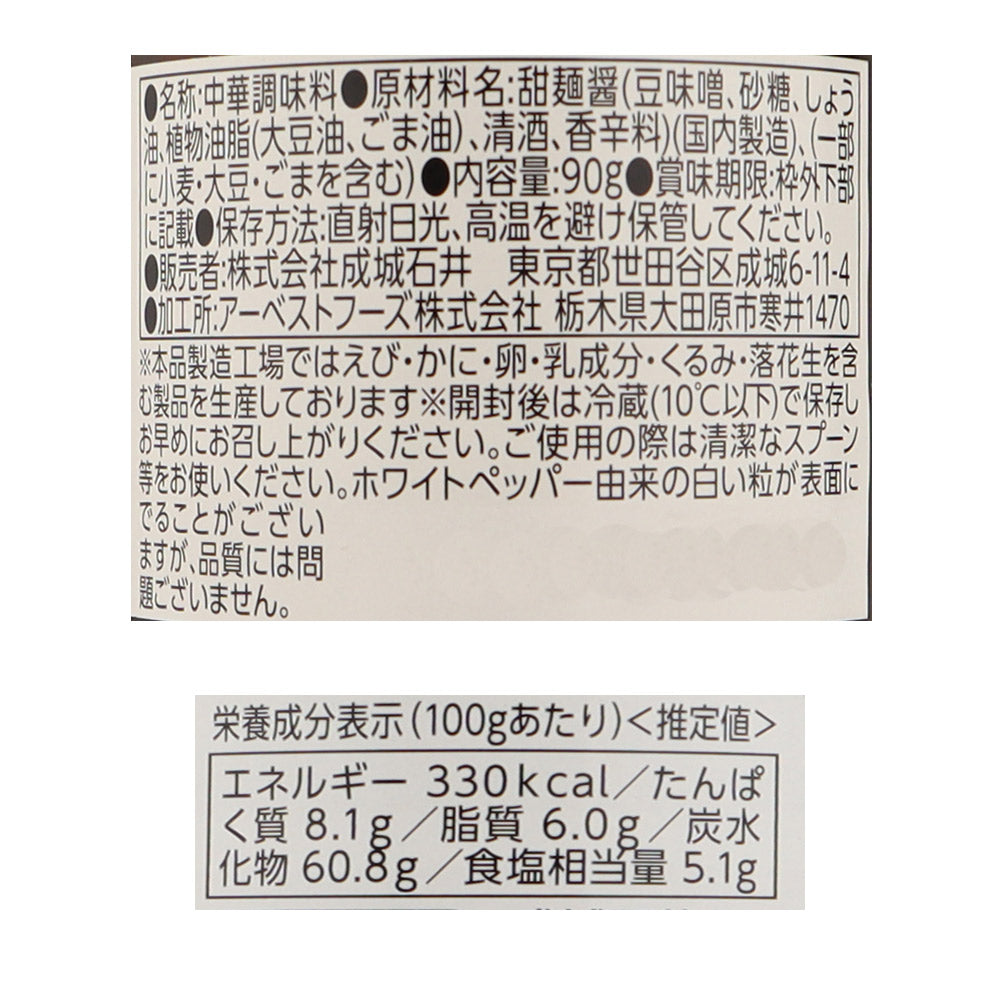 ●名称:中華調味料●原材料名:甜麺醤(豆味噌、砂糖、しょう
油、植物油脂(大豆油、ごま油)、清酒、香辛料)(国内製造)、(一部
に小麦・大豆・ごまを含む)●内容量:90g●賞味期限:枠外下部
に記載●保存方法:直射日光、高温を避け保管してください。
●販売者:株式会社成城石井　東京都世田谷区成城6-11-4
●加工所:アーベストフーズ株式会社 栃木県大田原市寒井1470
※本品製造工場ではえび・かに・卵・乳成分・くるみ・落花生を含
む製品を生産しております※開封後は冷蔵(10℃以下)で保存し
お早めにお召し上がりください。ご使用の際は清潔なスプーン
等をお使いください。ホワイトペッパー由来の白い粒が表面に
でることがござい
ますが、品質には問
題ございません。
栄養成分表示(100gあたり)<推定値>
エネルギー 330kcal/たんぱ
く質 8.1g/脂質 6.0g/炭水
化物 60.8g/食塩相当量 5.1g